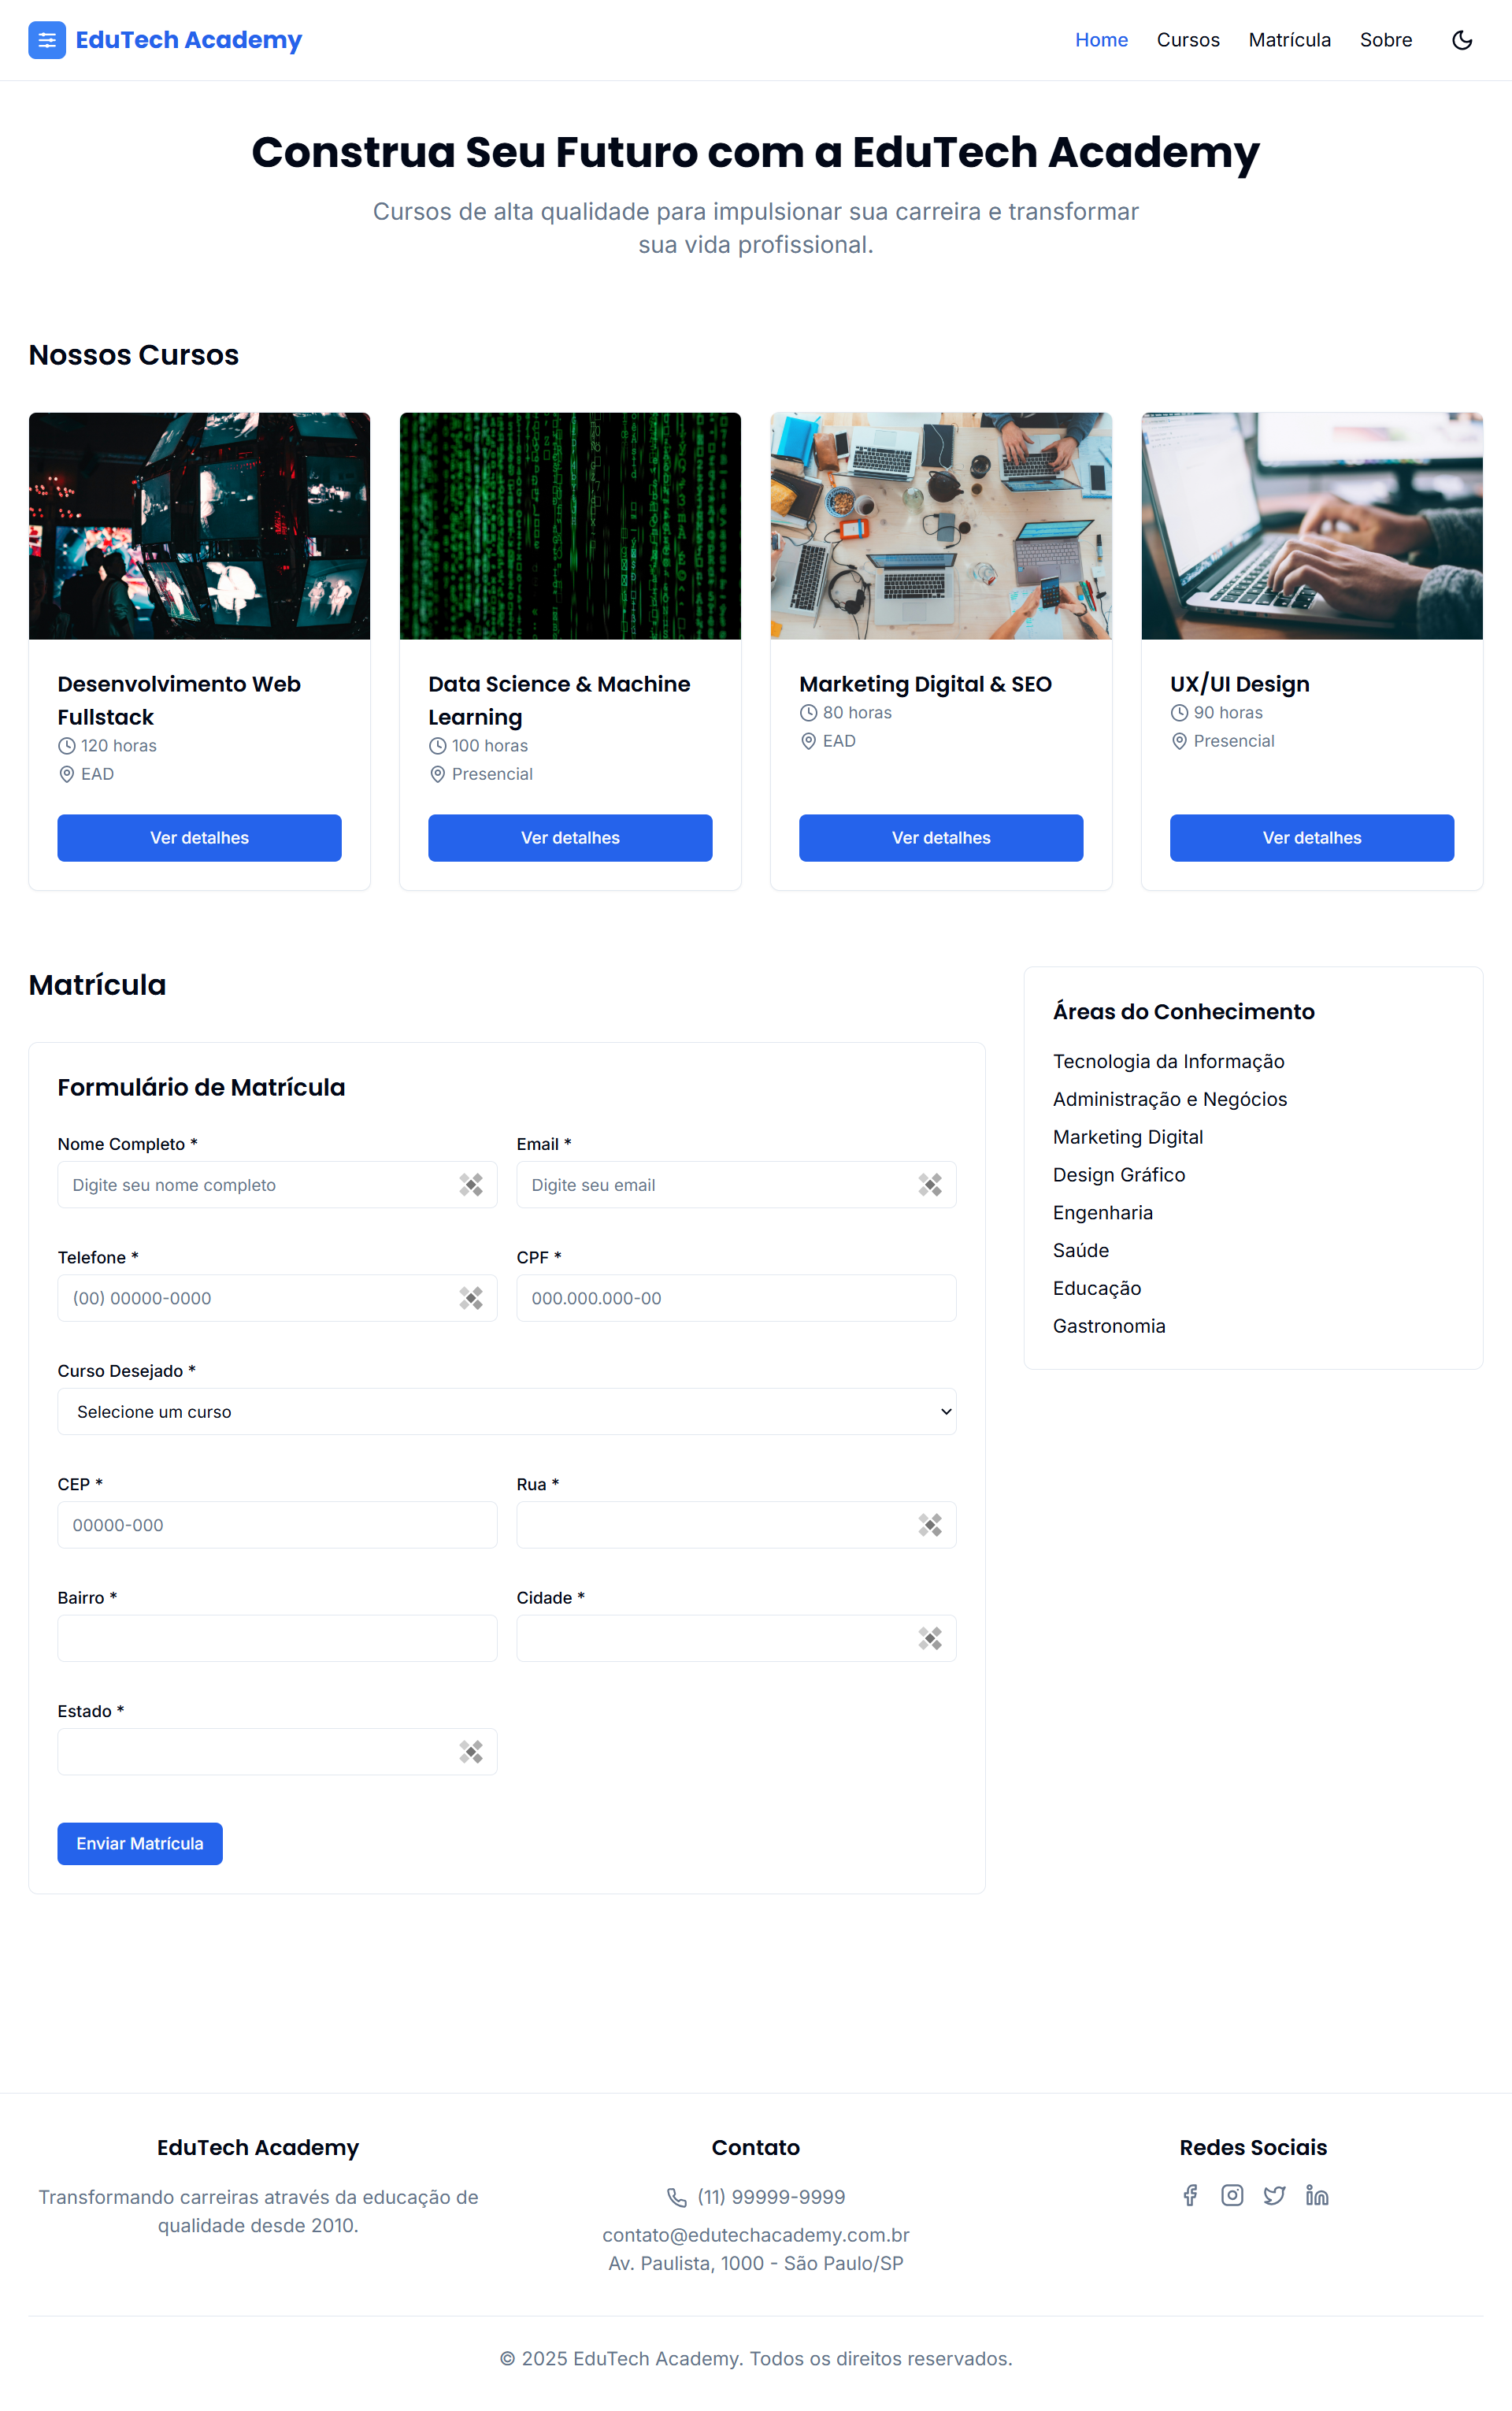 EduTech Academy
Home
Cursos
Matrícula
Sobre
Construa Seu Futuro com a EduTech Academy
Cursos de alta qualidade para impulsionar sua carreira e transformar
sua vida profissional.
Nossos Cursos
Desenvolvimento Web
Fullstack
120 horas
EAD
Ver detalhes
Data Science & Machine
Learning
100 horas
Presencial
Ver detalhes
Marketing Digital & SEO
80 horas
EAD
Ver detalhes
UX/UI Design
90 horas
Presencial
Ver detalhes
Matrícula
Formulário de Matrícula
Nome Completo *
Digite seu nome completo
Email *
Digite seu email
Telefone *
(00) 00000-0000
CPF *
000.000.000-00
Curso Desejado *
Selecione um curso
CEP *
00000-000
Rua *
Bairro *
Cidade *
Estado *
Enviar Matrícula
Áreas do Conhecimento
Tecnologia da Informação
Administração e Negócios
Marketing Digital
Design Gráfico
Engenharia
Saúde
Educação
Gastronomia
EduTech Academy
Transformando carreiras através da educação de
qualidade desde 2010.
Contato
(11) 99999-9999
contato@edutechacademy.com.br
Av. Paulista, 1000 - São Paulo/SP
Redes Sociais
© 2025 EduTech Academy. Todos os direitos reservados.